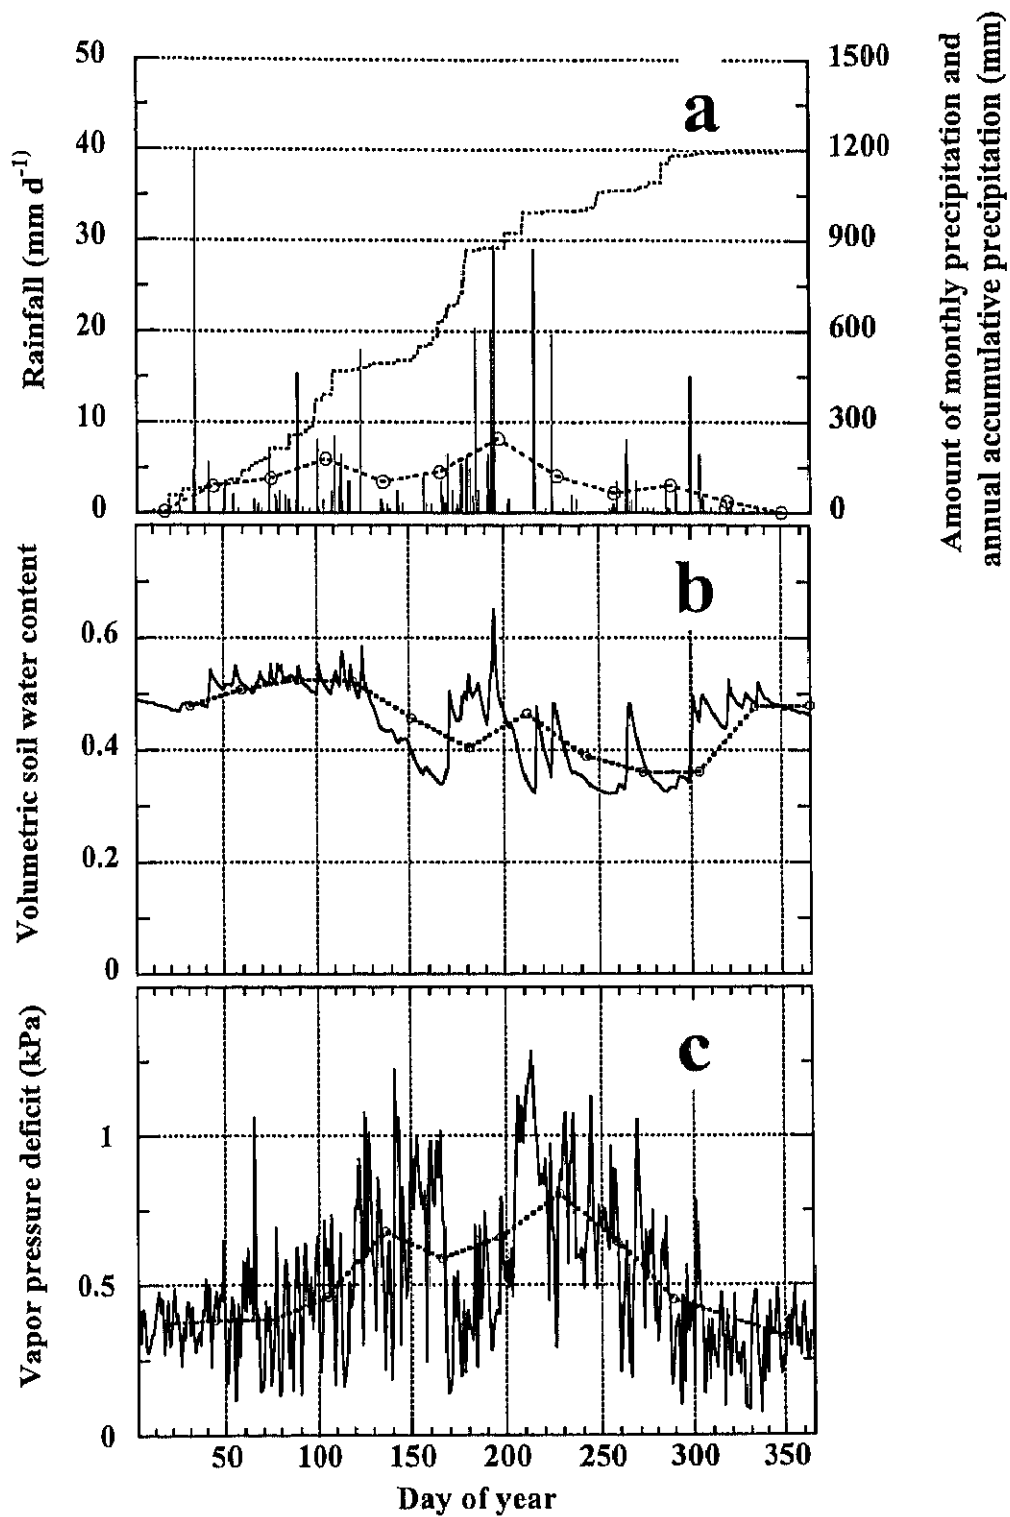 50
40
30
20
10
0
Rainfall (mm d-1)
a
1500
1200
900
600
300
0
Amount of monthly precipitation and
annual accumulative precipitation (mm)
Volumetric soil water content
0.6
0.4
0.2
0
b
Vapor pressure deficit (kPa)
1
0.5
0
c
50 100 150 200 250 300 350
Day of year